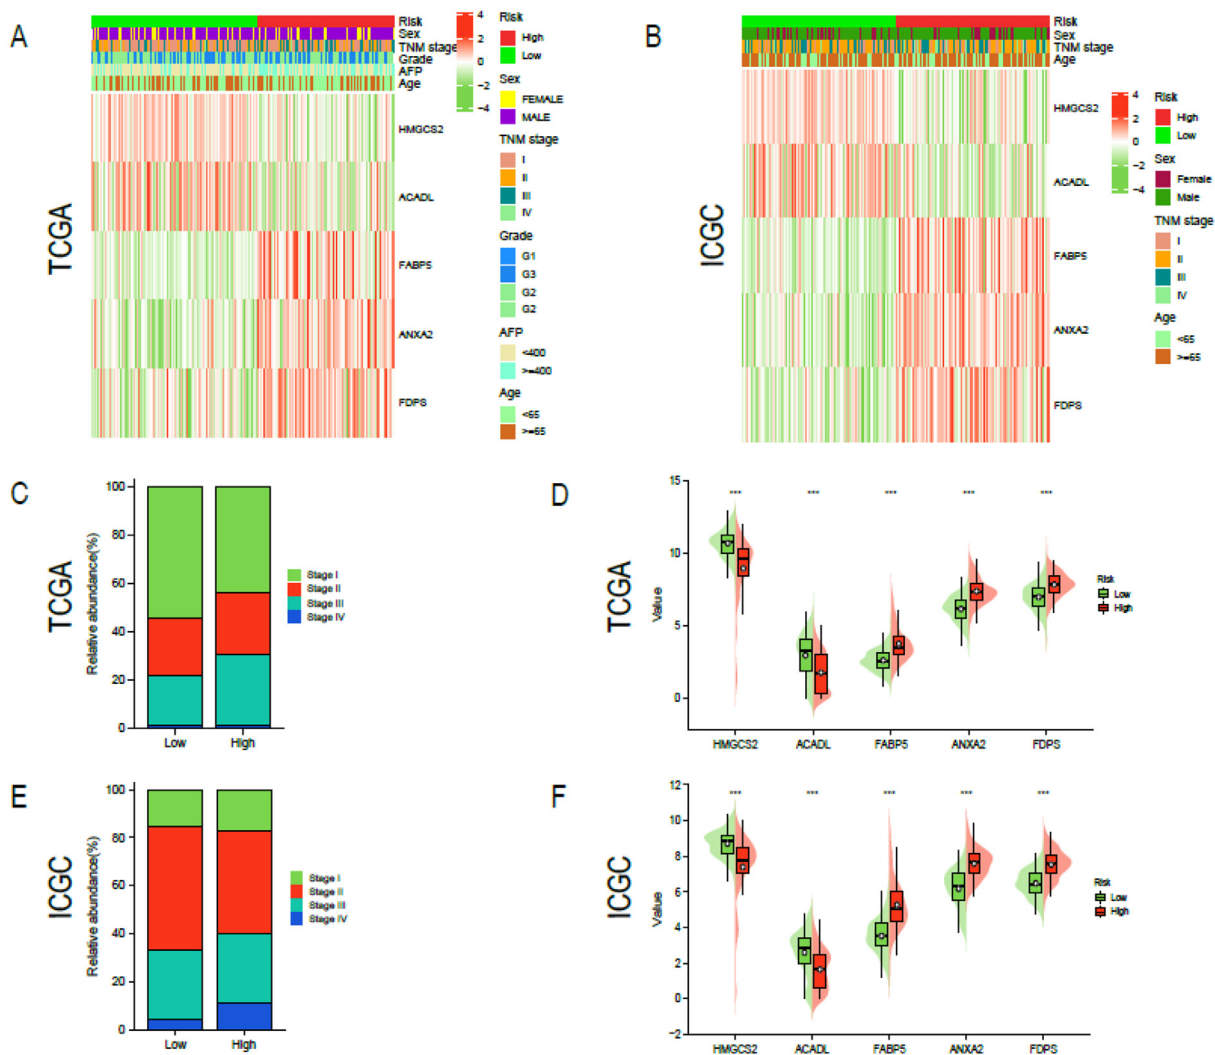 A
Risk
Sex
TNM stage
Grade
AFP
Age
HMGCS2
ACADL
FABP5
ANXA2
FDPS
TCGA
4
2
0
−2
−4
Risk
High
Low
Sex
FEMALE
MALE
TNM stage
I
II
III
IV
Grade
G1
G3
G2
G2
AFP
<400
>=400
Age
<65
>=65
B
Risk
Sex
TNM stage
Age
HMGCS2
ACADL
FABP5
ANXA2
FDPS
ICGC
4
2
0
−2
−4
Risk
High
Low
Sex
Female
Male
TNM stage
I
II
III
IV
Age
<65
>=65
C
TCGA
Relative abundance(%)
100
80
60
40
20
0
Low High
Stage I
Stage II
Stage III
Stage IV
D
TCGA
Value
15
10
5
0
*** *** *** *** ***
HMGCS2 ACADL FABP5 ANXA2 FDPS
Risk
Low
High
E
ICGC
Relative abundance(%)
100
80
60
40
20
0
Low High
Stage I
Stage II
Stage III
Stage IV
F
ICGC
Value
12
10
8
6
4
2
0
−2
*** *** *** *** ***
HMGCS2 ACADL FABP5 ANXA2 FDPS
Risk
Low
High